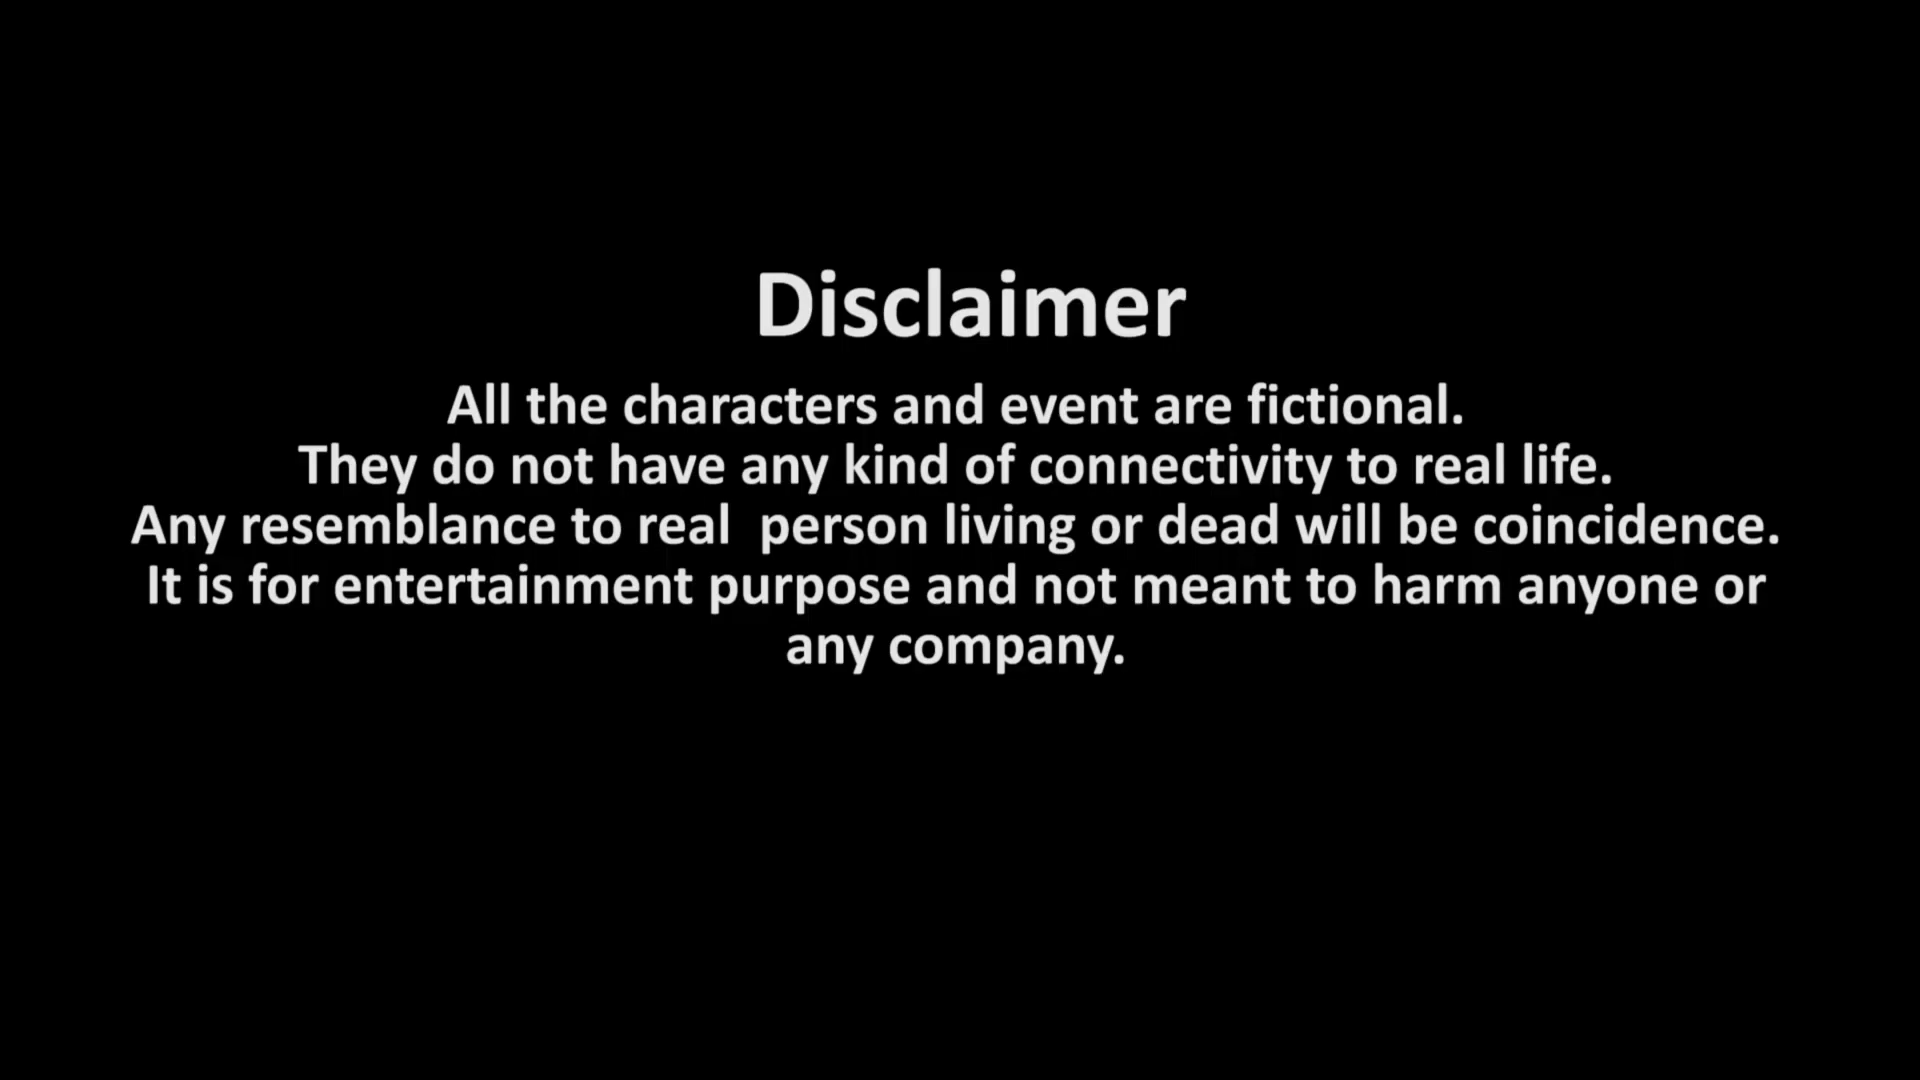 Disclaimer
All the characters and event are fictional.
They do not have any kind of connectivity to real life.
Any resemblance to real  person living or dead will be coincidence.
It is for entertainment purpose and not meant to harm anyone or
any company.